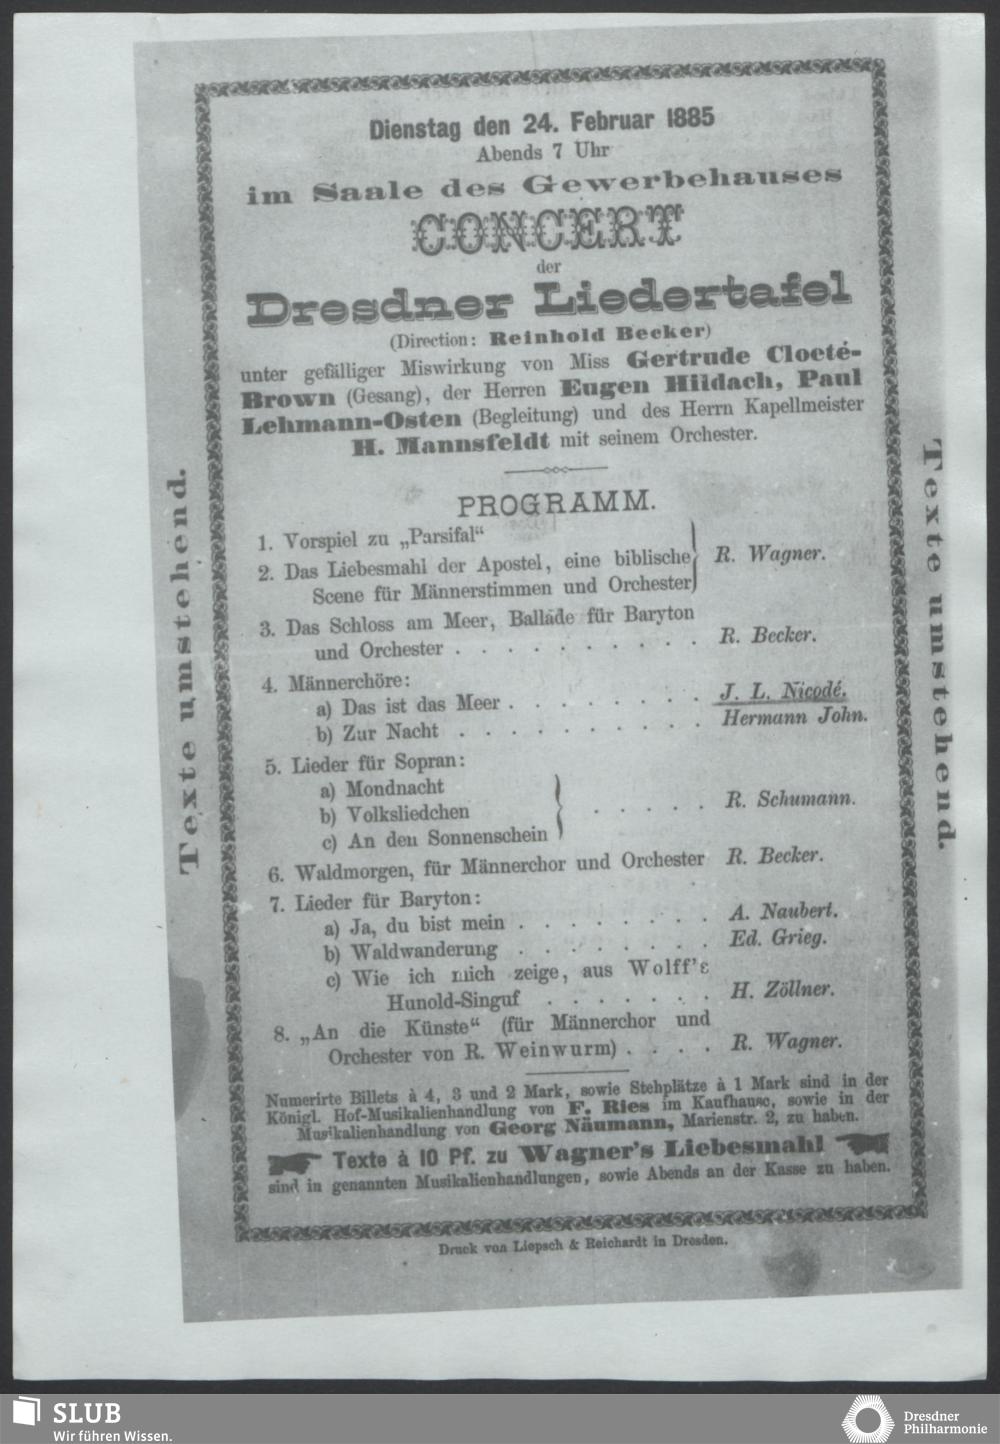 Dienstag den 24. Februar 1885
Abends 7 Uhr
im Saale des Gewerbehauses
CONCERT
der
Dresdner Liedertafel
(Direction: Reinhold Becker)
unter gefälliger Miswirkung von Miss Gertrude Cloeté-
Brown (Gesang), der Herren Eugen Hildach, Paul
Lehmann-Osten (Begleitung) und des Herrn Kapellmeister
H. Mannsfeldt mit seinem Orchester.
PROGRAMM.
1. Vorspiel zu „Parsifal“
2. Das Liebesmahl der Apostel, eine biblische
Scene für Männerstimmen und Orchester
R. Wagner.
3. Das Schloss am Meer, Ballade für Baryton
und Orchester . . . . . . . . . . R. Becker.
4. Männerchöre:
a) Das ist das Meer . . . . . . . . J. L. Nicodé.
b) Zur Nacht . . . . . . . . . . Hermann John.
5. Lieder für Sopran:
a) Mondnacht
b) Volksliedchen . . . . . R. Schumann.
c) An den Sonnenschein
6. Waldmorgen, für Männerchor und Orchester R. Becker.
7. Lieder für Baryton:
a) Ja, du bist mein . . . . . . . . A. Naubert.
b) Waldwanderung . . . . . . . . Ed. Grieg.
c) Wie ich mich zeige, aus Wolff's
Hunold-Singuf . . . . . . . H. Zöllner.
8. „An die Künste“ (für Männerchor und
Orchester von R. Weinwurm) . . . . R. Wagner.
Numerirte Billets à 4, 3 und 2 Mark, sowie Stehplätze à 1 Mark sind in der
Königl. Hof-Musikalienhandlung von F. Ries im Kaufhause, sowie in der
Musikalienhandlung von Georg Näumann, Marienstr. 2, zu haben.
Texte à 10 Pf. zu Wagner's Liebesmahl
sind in genannten Musikalienhandlungen, sowie Abends an der Kasse zu haben.
Druck von Liepsch & Reichardt in Dresden.
Texte umstehend.
Texte umstehend.
SLUB
Wir führen Wissen.
Dresdner
Philharmonie